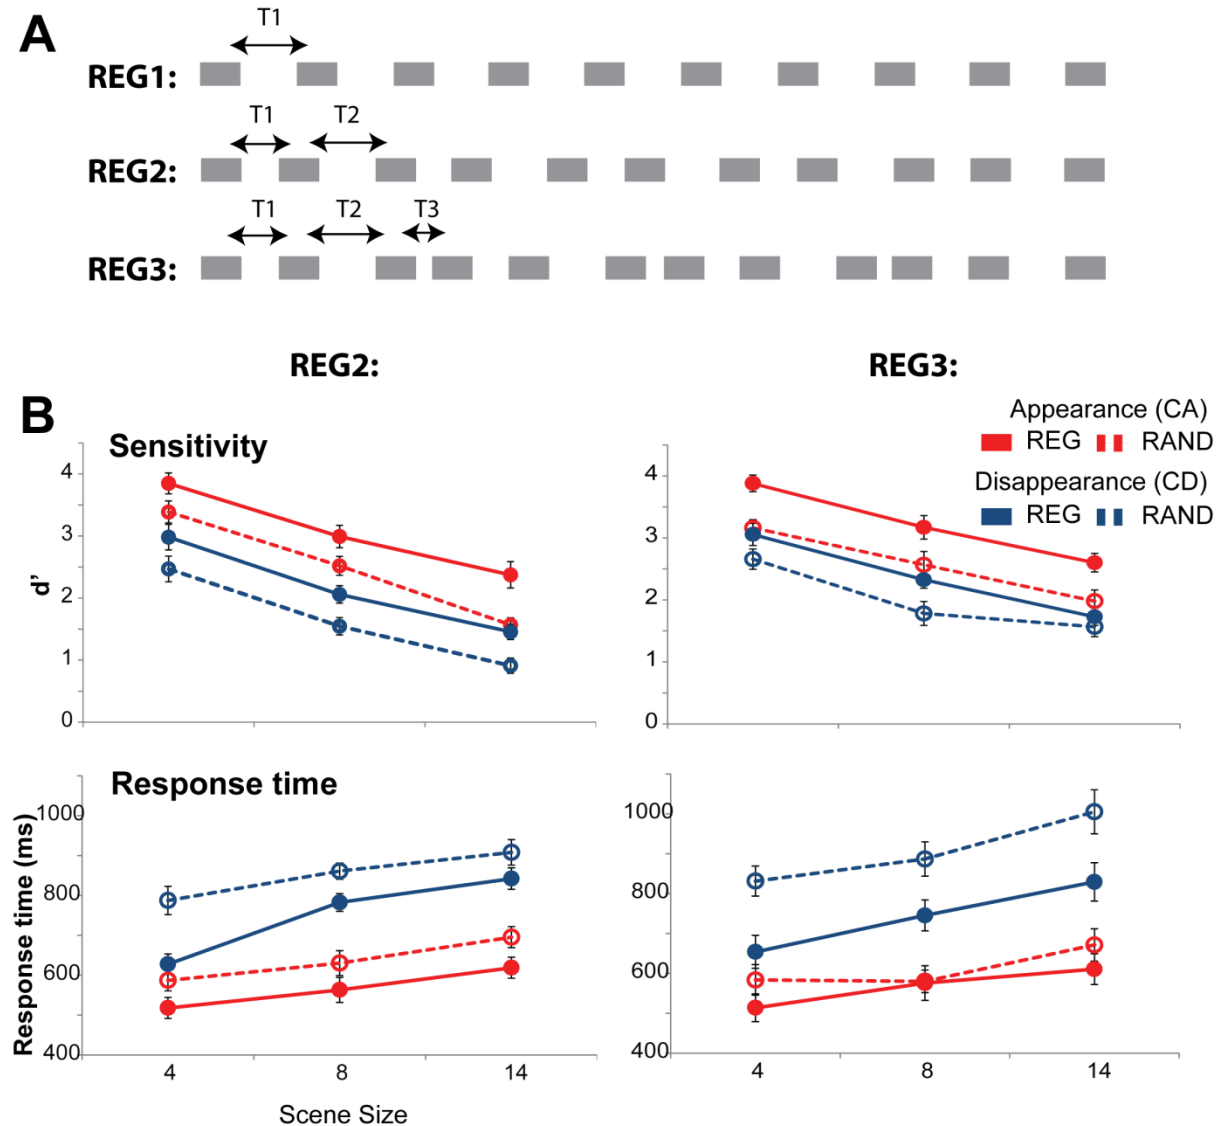 A
T1
REG1:
T1 T2
REG2:
T1 T2 T3
REG3:
REG2: REG3:
B
Appearance (CA)
REG RAND
Disappearance (CD)
REG RAND
Sensitivity
d'
4
3
2
1
0
4
3
2
1
0
Response time
Response time (ms)
1000
800
600
400
4 8 14
Scene Size
1000
800
600
400
4 8 14